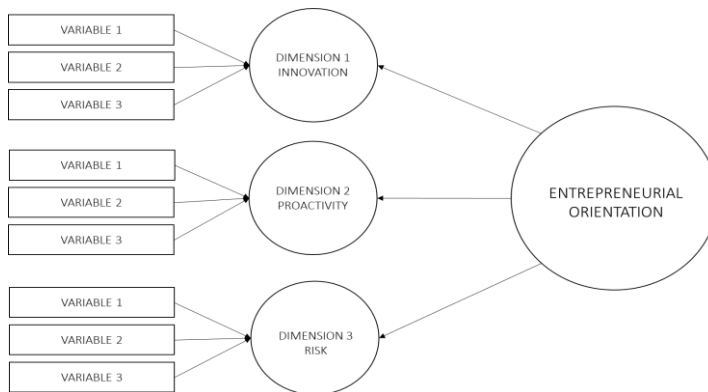 VARIABLE 1
VARIABLE 2
VARIABLE 3
DIMENSION 1
INNOVATION
VARIABLE 1
VARIABLE 2
VARIABLE 3
DIMENSION 2
PROACTIVITY
ENTREPRENEURIAL
ORIENTATION
VARIABLE 1
VARIABLE 2
VARIABLE 3
DIMENSION 3
RISK